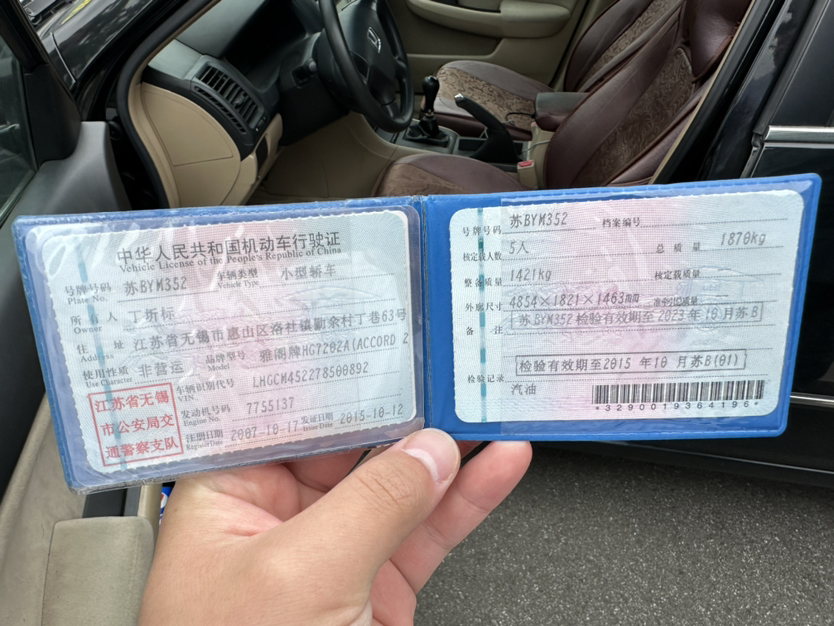 中华人民共和国机动车行驶证
Vehicle License of the People's Republic of China
号牌号码 苏BYM352 车辆类型 小型轿车
Plate No. Vehicle Type
所有人 丁炘标
Owner
住址 江苏省无锡市惠山区洛社镇勤余村丁巷63号
Address
使用性质 非营运 品牌型号 雅阁牌HG7202A(ACCORD 2
Use Character Model
江苏省无锡
市公安局交
通警察支队
车辆识别代号 LHGCM452278500892
VIN.
发动机号码 7755137
Engine No.
注册日期 2007-10-17 发证日期 2015-10-12
Register Date Issue Date
号牌号码 苏BYM352 档案编号
核定载人数 5人 总质量 1870kg
整备质量 1421kg 核定载质量
外廓尺寸 4854×1821×1463mm 准牵引总质量
备注 苏BYM352 检验有效期至 2023年10月苏B
检验有效期至2015 年10 月苏B(01)
检验记录
汽油
*3290019364196*